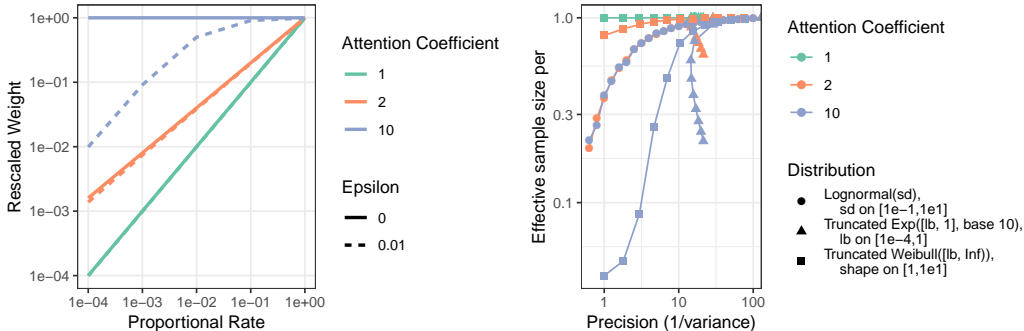 Rescaled Weight
1e+00
1e−01
1e−02
1e−03
1e−04
1e−04
1e−03
1e−02
1e−01
1e+00
Proportional Rate
Attention Coefficient
1
2
10
Epsilon
0
0.01
Effective sample size per
1.0
0.3
0.1
1
10
100
Precision (1/variance)
Attention Coefficient
1
2
10
Distribution
Lognormal(sd),
sd on [1e−1,1e1]
Truncated Exp([lb, 1], base 10),
lb on [1e−4,1]
Truncated Weibull([lb, Inf)),
shape on [1,1e1]